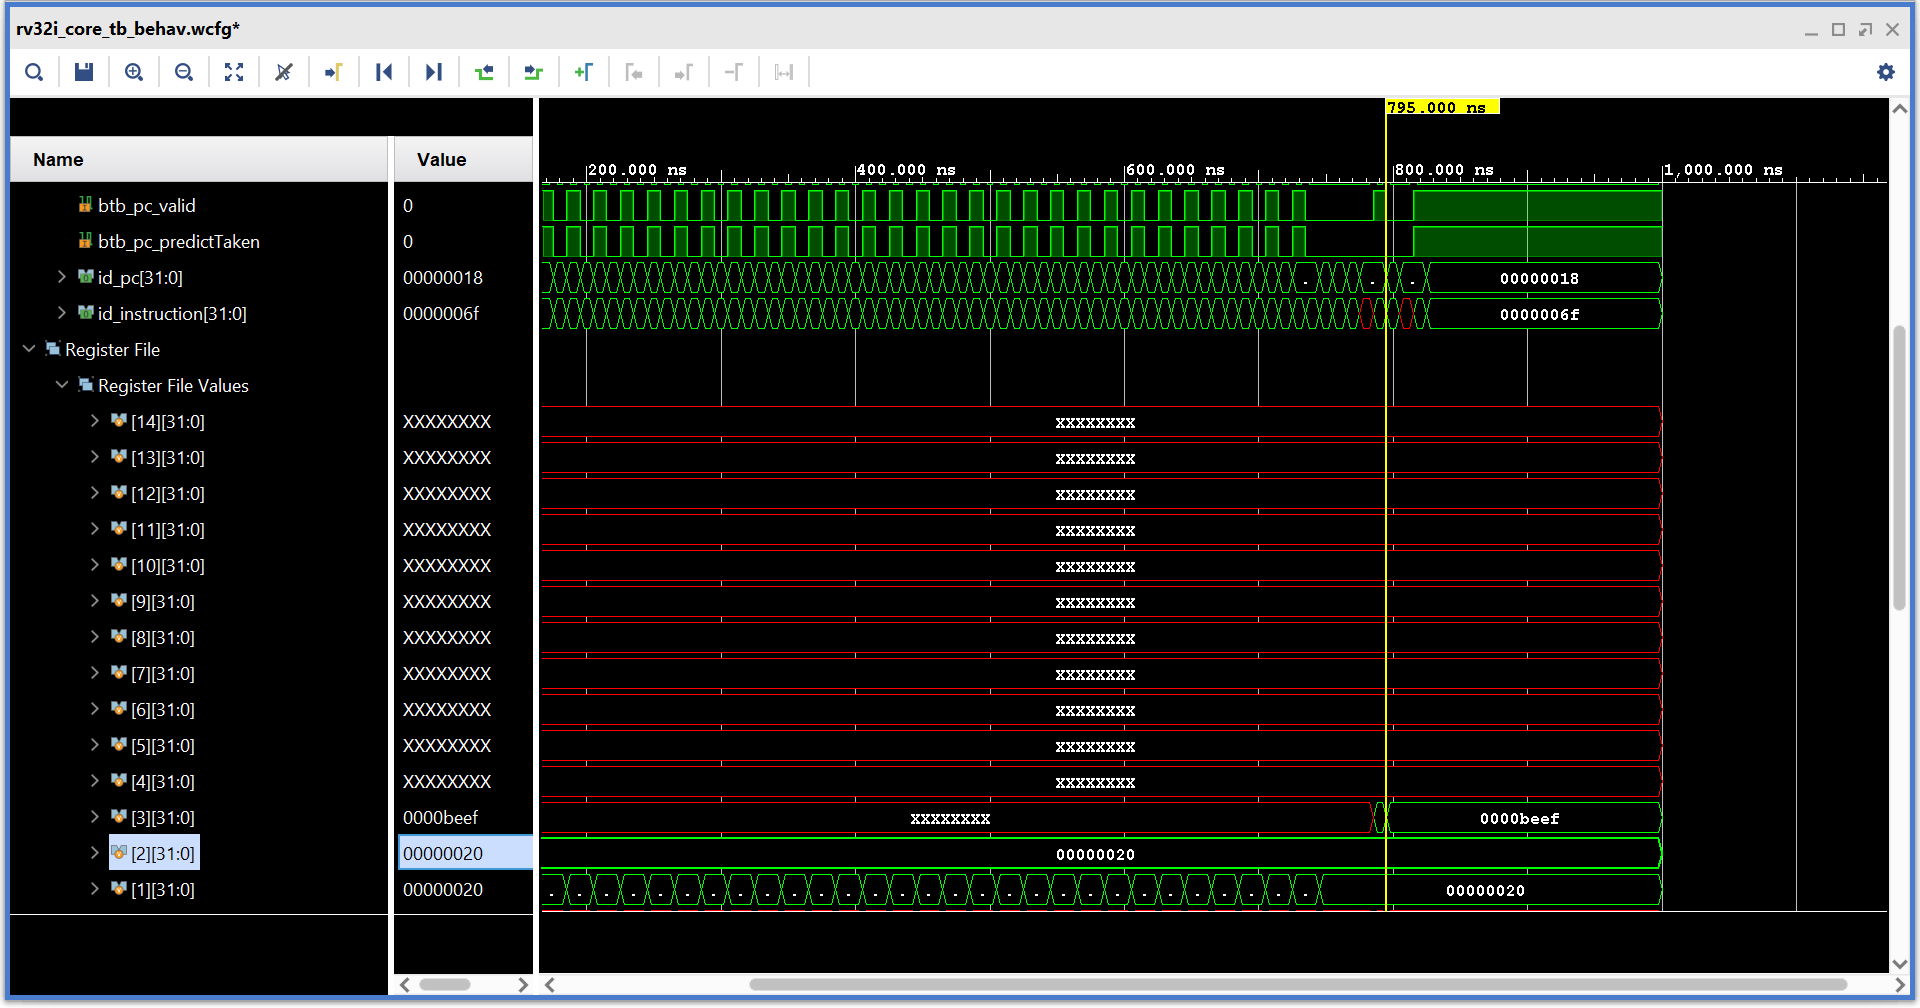 rv32i_core_tb_behav.wcfg*
795.000 ns
Name Value 200.000 ns 400.000 ns 600.000 ns 800.000 ns 1,000.000 ns
btb_pc_valid 0
btb_pc_predictTaken 0
id_pc[31:0] 00000018 . . . 00000018
id_instruction[31:0] 0000006f 0000006f
Register File
Register File Values
[14][31:0] XXXXXXXX XXXXXXXX
[13][31:0] XXXXXXXX XXXXXXXX
[12][31:0] XXXXXXXX XXXXXXXX
[11][31:0] XXXXXXXX XXXXXXXX
[10][31:0] XXXXXXXX XXXXXXXX
[9][31:0] XXXXXXXX XXXXXXXX
[8][31:0] XXXXXXXX XXXXXXXX
[7][31:0] XXXXXXXX XXXXXXXX
[6][31:0] XXXXXXXX XXXXXXXX
[5][31:0] XXXXXXXX XXXXXXXX
[4][31:0] XXXXXXXX XXXXXXXX
[3][31:0] 0000beef XXXXXXXX 0000beef
[2][31:0] 00000020 00000020
[1][31:0] 00000020 . . . . . . . . . . . . . . . . . . . . . . . . . . . . . 00000020